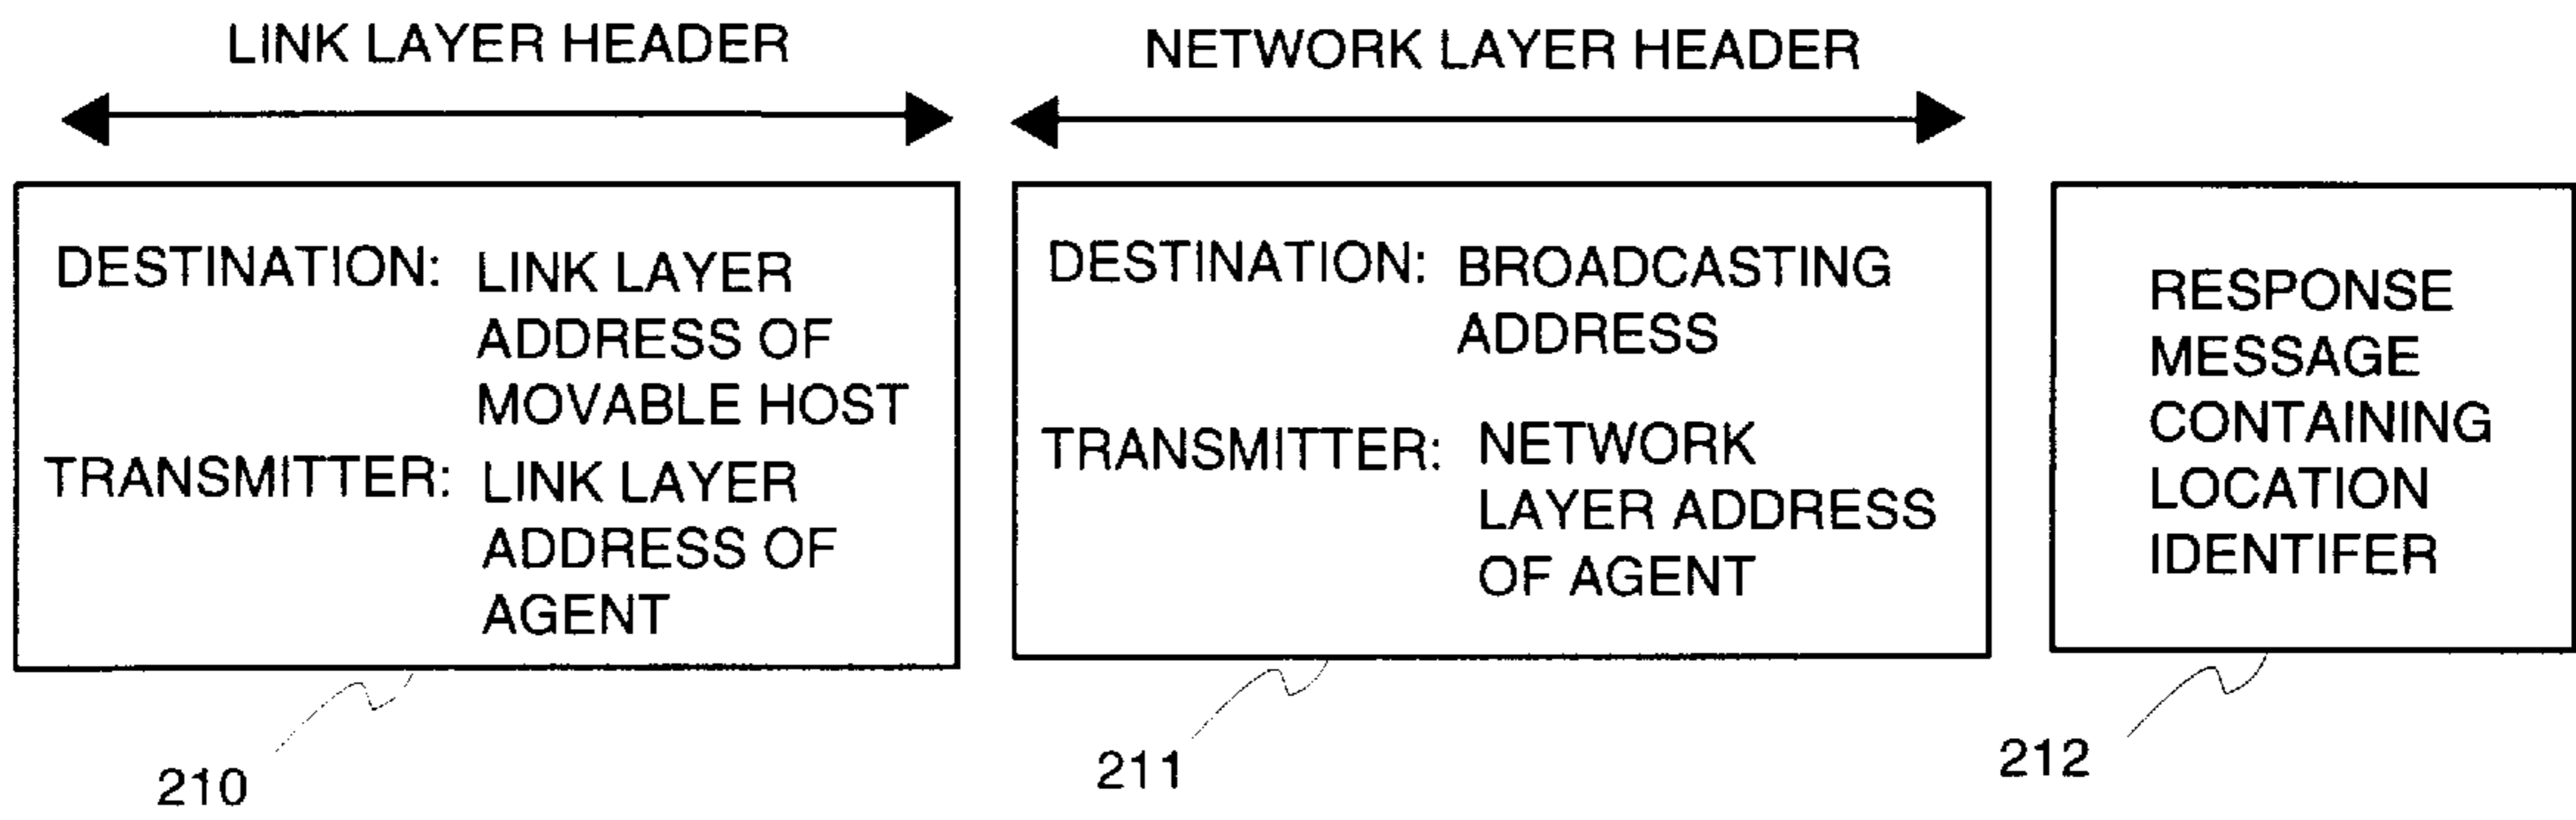 LINK LAYER HEADER
NETWORK LAYER HEADER
DESTINATION: LINK LAYER
ADDRESS OF
MOVABLE HOST
TRANSMITTER: LINK LAYER
ADDRESS OF
AGENT
DESTINATION: BROADCASTING
ADDRESS
TRANSMITTER: NETWORK
LAYER ADDRESS
OF AGENT
RESPONSE
MESSAGE
CONTAINING
LOCATION
IDENTIFER
210
211
212